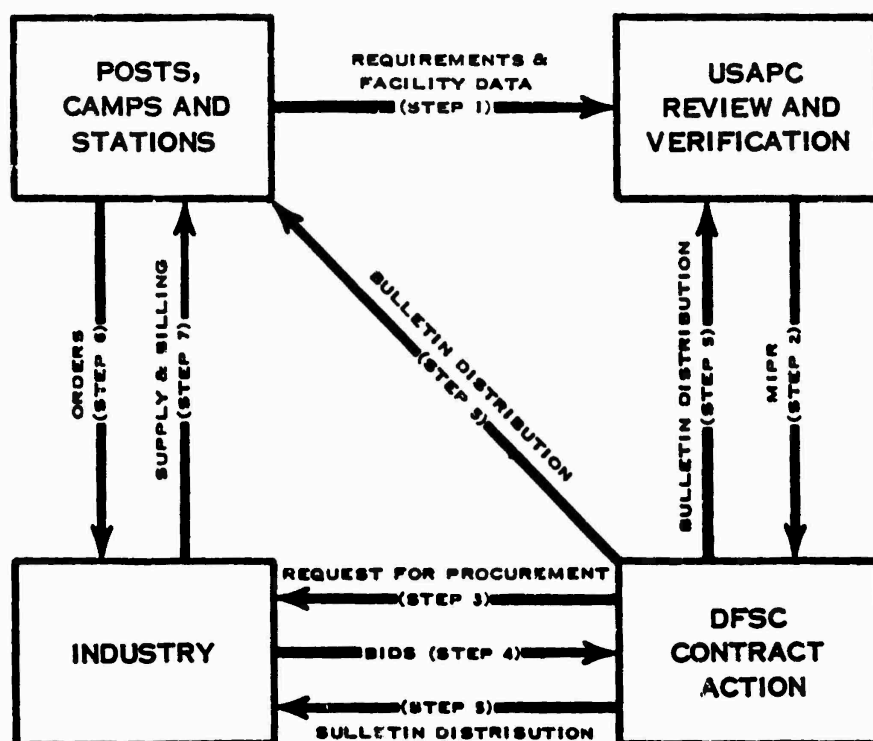 POSTS,
CAMPS AND
STATIONS
REQUIREMENTS &
FACILITY DATA
(STEP 1)
USAPC
REVIEW AND
VERIFICATION
ORDERS
(STEP 6)
SUPPLY & BILLING
(STEP 7)
BULLETIN DISTRIBUTION
(STEP 5)
BULLETIN DISTRIBUTION
(STEP 5)
MIPR
(STEP 2)
INDUSTRY
REQUEST FOR PROCUREMENT
(STEP 3)
BIDS (STEP 4)
(STEP 5)
BULLETIN DISTRIBUTION
DFSC
CONTRACT
ACTION